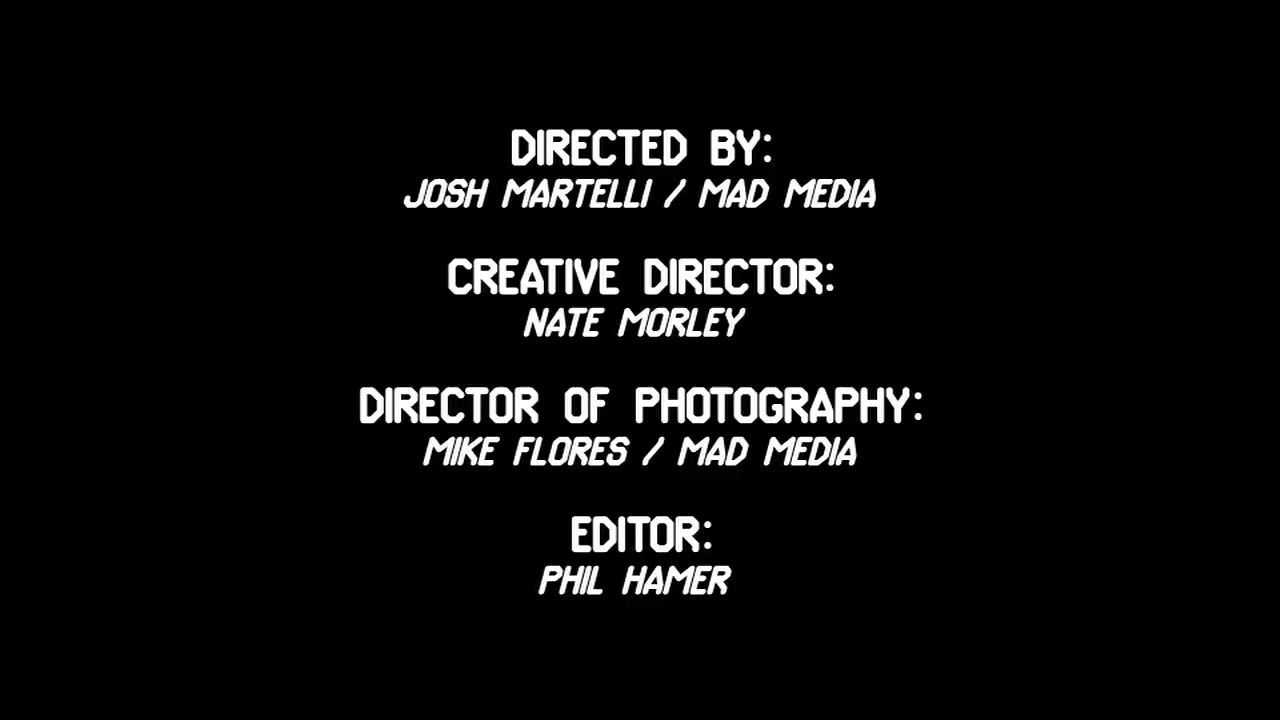 DIRECTED BY:
JOSH MARTELLI / MAD MEDIA
CREATIVE DIRECTOR:
NATE MORLEY
DIRECTOR OF PHOTOGRAPHY:
MIKE FLORES / MAD MEDIA
EDITOR:
PHIL HAMER